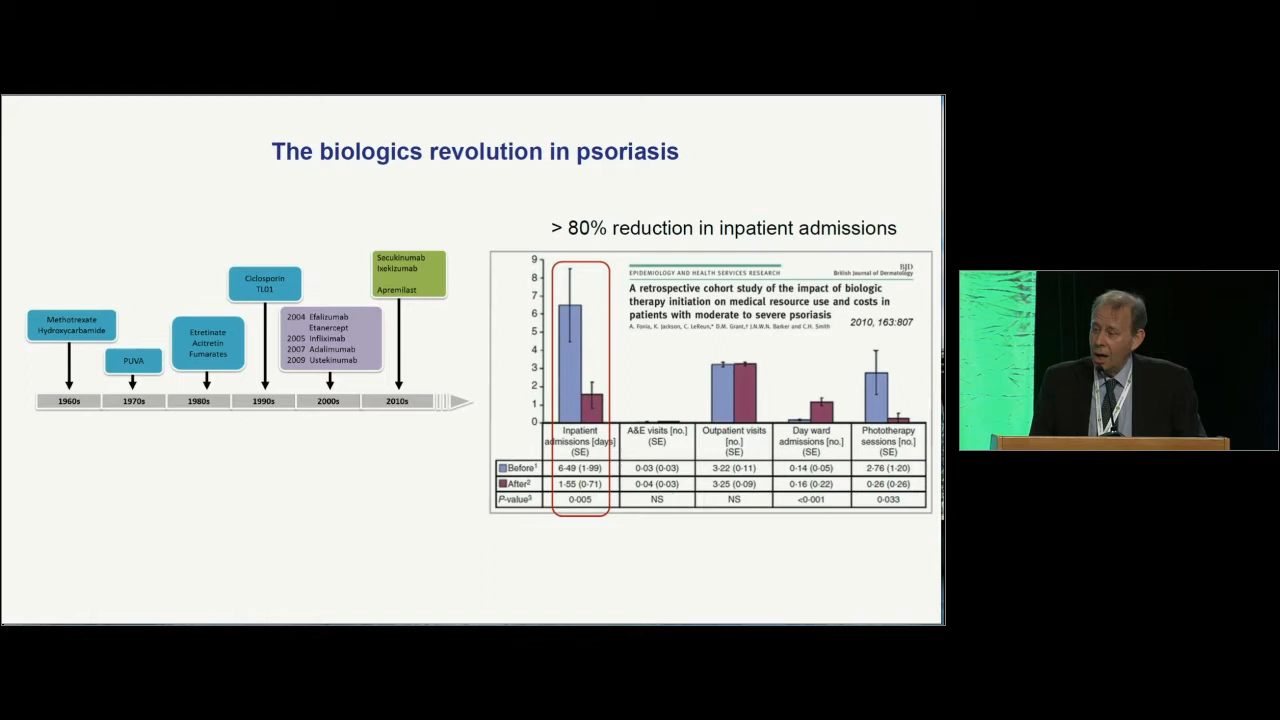 The biologics revolution in psoriasis
> 80% reduction in inpatient admissions
Methotrexate
Hydroxycarbamide
PUVA
Etretinate
Acitretin
Fumarates
Ciclosporin
TL01
2004 Efalizumab
Etanercept
2005 Infliximab
2007 Adalimumab
2009 Ustekinumab
Secukinumab
Ixekizumab
Apremilast
1960s 1970s 1980s 1990s 2000s 2010s
EPIDEMIOLOGY AND HEALTH SERVICES RESEARCH
BJD
British Journal of Dermatology
A retrospective cohort study of the impact of biologic
therapy initiation on medical resource use and costs in
patients with moderate to severe psoriasis
2010, 163:807
A. Fonia, K. Jackson, C. LeReun,* D.M. Grant,† J.N.W.N. Barker and C.H. Smith
9
8
7
6
5
4
3
2
1
0
Inpatient
admissions [days]
(SE)
A&E visits [no.]
(SE)
Outpatient visits
[no.]
(SE)
Day ward
admissions [no.]
(SE)
Phototherapy
sessions [no.]
(SE)
Before¹ 6·49 (1·99) 0·03 (0·03) 3·22 (0·11) 0·14 (0·05) 2·76 (1·20)
After² 1·55 (0·71) 0·04 (0·03) 3·25 (0·09) 0·16 (0·22) 0·26 (0·26)
P-value³ 0·005 NS NS <0·001 0·033